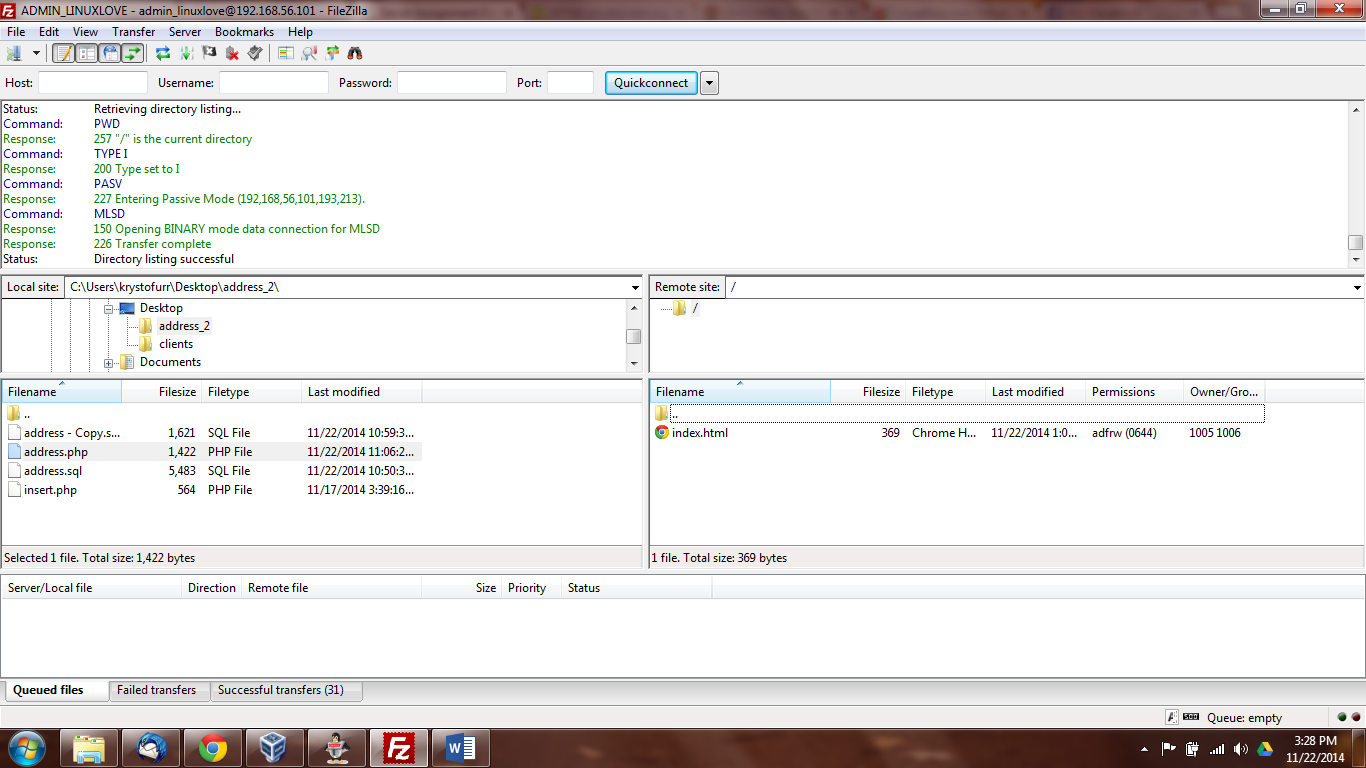 ADMIN_LINUXLOVE - admin_linuxlove@192.168.56.101 - FileZilla
File Edit View Transfer Server Bookmarks Help
Host: Username: Password: Port: Quickconnect
Status: Retrieving directory listing...
Command: PWD
Response: 257 "/" is the current directory
Command: TYPE I
Response: 200 Type set to I
Command: PASV
Response: 227 Entering Passive Mode (192,168,56,101,193,213).
Command: MLSD
Response: 150 Opening BINARY mode data connection for MLSD
Response: 226 Transfer complete
Status: Directory listing successful
Local site: C:\Users\krystofurr\Desktop\address_2\
Desktop
address_2
clients
Documents
Remote site: /
/
Filename Filesize Filetype Last modified
..
address - Copy.s... 1,621 SQL File 11/22/2014 10:59:3...
address.php 1,422 PHP File 11/22/2014 11:06:2...
address.sql 5,483 SQL File 11/22/2014 10:50:3...
insert.php 564 PHP File 11/17/2014 3:39:16...
Selected 1 file. Total size: 1,422 bytes
Filename Filesize Filetype Last modified Permissions Owner/Gro...
..
index.html 369 Chrome H... 11/22/2014 1:0... adfrw (0644) 1005 1006
1 file. Total size: 369 bytes
Server/Local file Direction Remote file Size Priority Status
Queued files Failed transfers Successful transfers (31)
Queue: empty
3:28 PM
11/22/2014